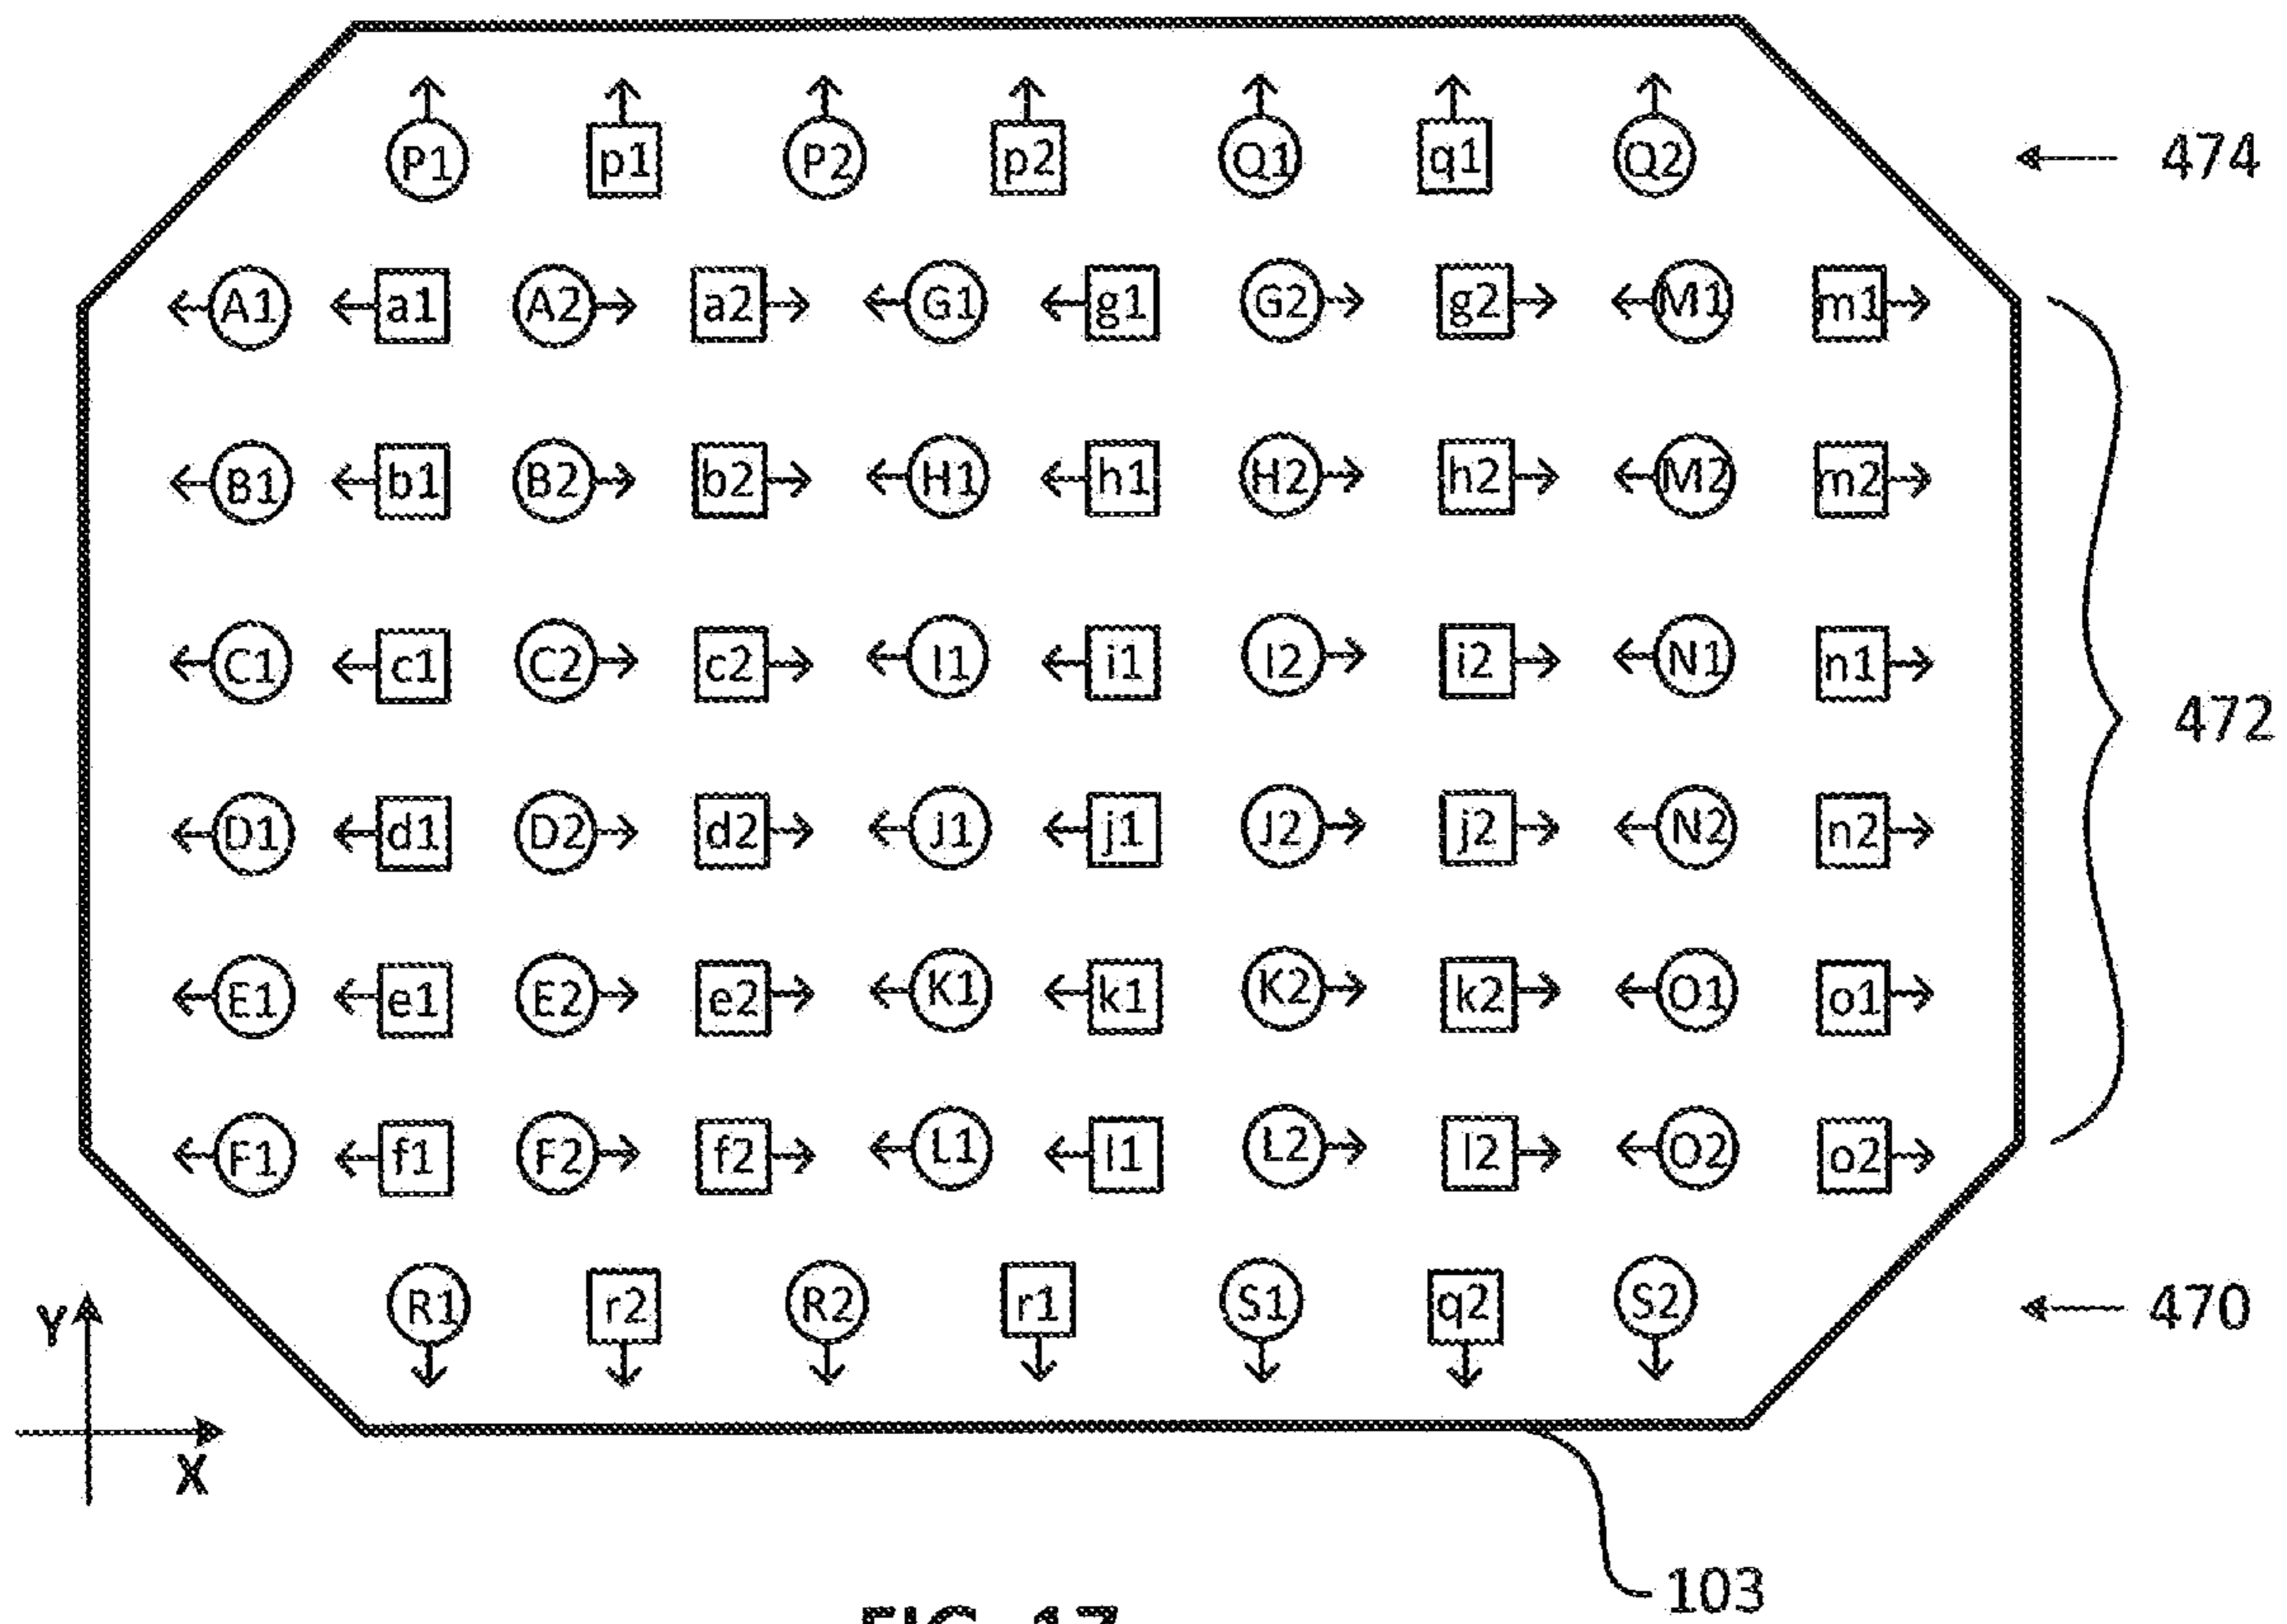 P1 p1 P2 p2 Q1 q1 Q2 474
A1 a1 A2 a2 G1 g1 G2 g2 M1 m1
B1 b1 B2 b2 H1 h1 H2 h2 M2 m2
C1 c1 C2 c2 I1 i1 I2 i2 N1 n1
472
D1 d1 D2 d2 J1 j1 J2 j2 N2 n2
E1 e1 E2 e2 K1 k1 K2 k2 O1 o1
F1 f1 F2 f2 L1 l1 L2 l2 O2 o2
R1 r2 R2 r1 S1 q2 S2 470
Y
X
103
FIG. 17